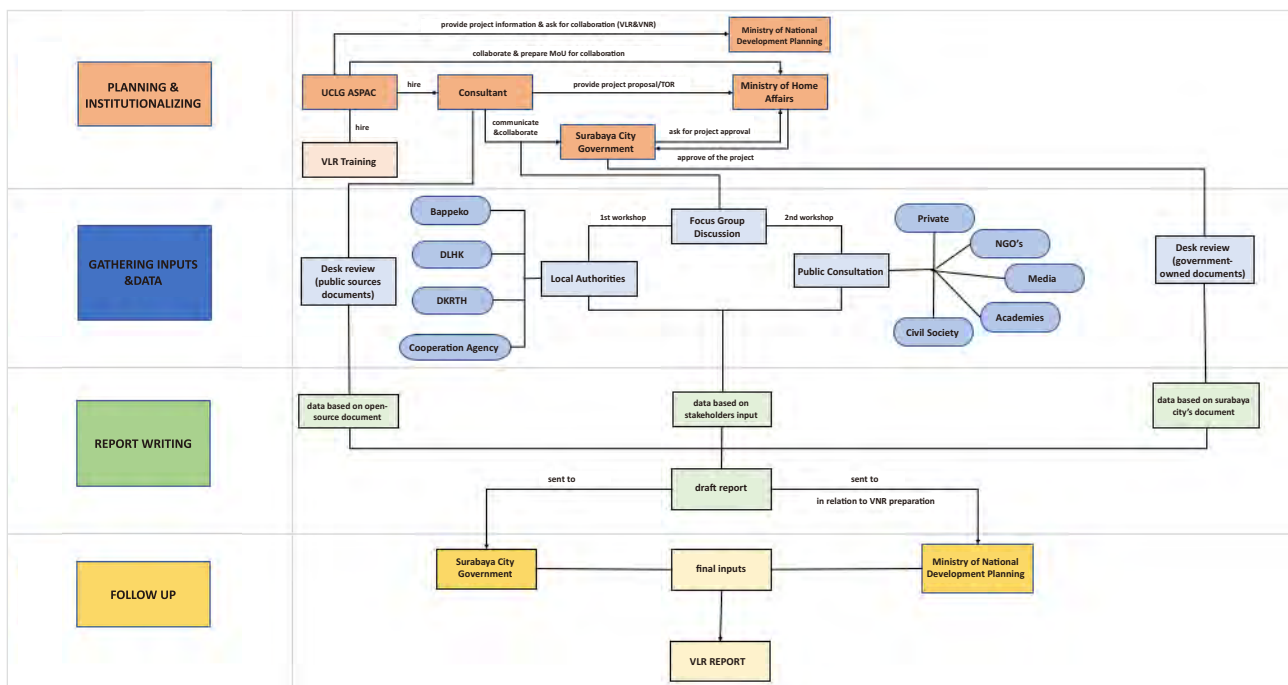 provide project information & ask for collaboration (VLR&VNR)
Ministry of National
Development Planning
collaborate & prepare MoU for collaboration
PLANNING &
INSTITUTIONALIZING
UCLG ASPAC
hire
Consultant
provide project proposal/TOR
Ministry of Home
Affairs
hire
communicate
&collaborate
Surabaya City
Government
ask for project approval
approve of the project
VLR Training
GATHERING INPUTS
&DATA
Desk review
(public sources
documents)
Bappeko
DLHK
DKRTH
Cooperation Agency
1st workshop
Focus Group
Discussion
2nd workshop
Local Authorities
Public Consultation
Private
NGO's
Media
Academies
Civil Society
Desk review
(government-
owned documents)
REPORT WRITING
data based on open-
source document
data based on
stakeholders input
data based on surabaya
city's document
sent to
draft report
sent to
in relation to VNR preparation
FOLLOW UP
Surabaya City
Government
final inputs
Ministry of National
Development Planning
VLR REPORT